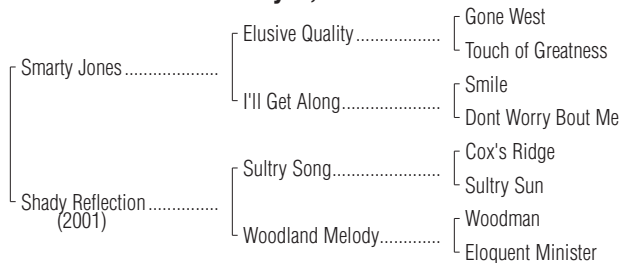 Gone West
Elusive Quality..................
Touch of Greatness
Smarty Jones....................
Smile
I'll Get Along.....................
Dont Worry Bout Me
Cox's Ridge
Sultry Song.......................
Sultry Sun
Shady Reflection...............
(2001)
Woodman
Woodland Melody.............
Eloquent Minister